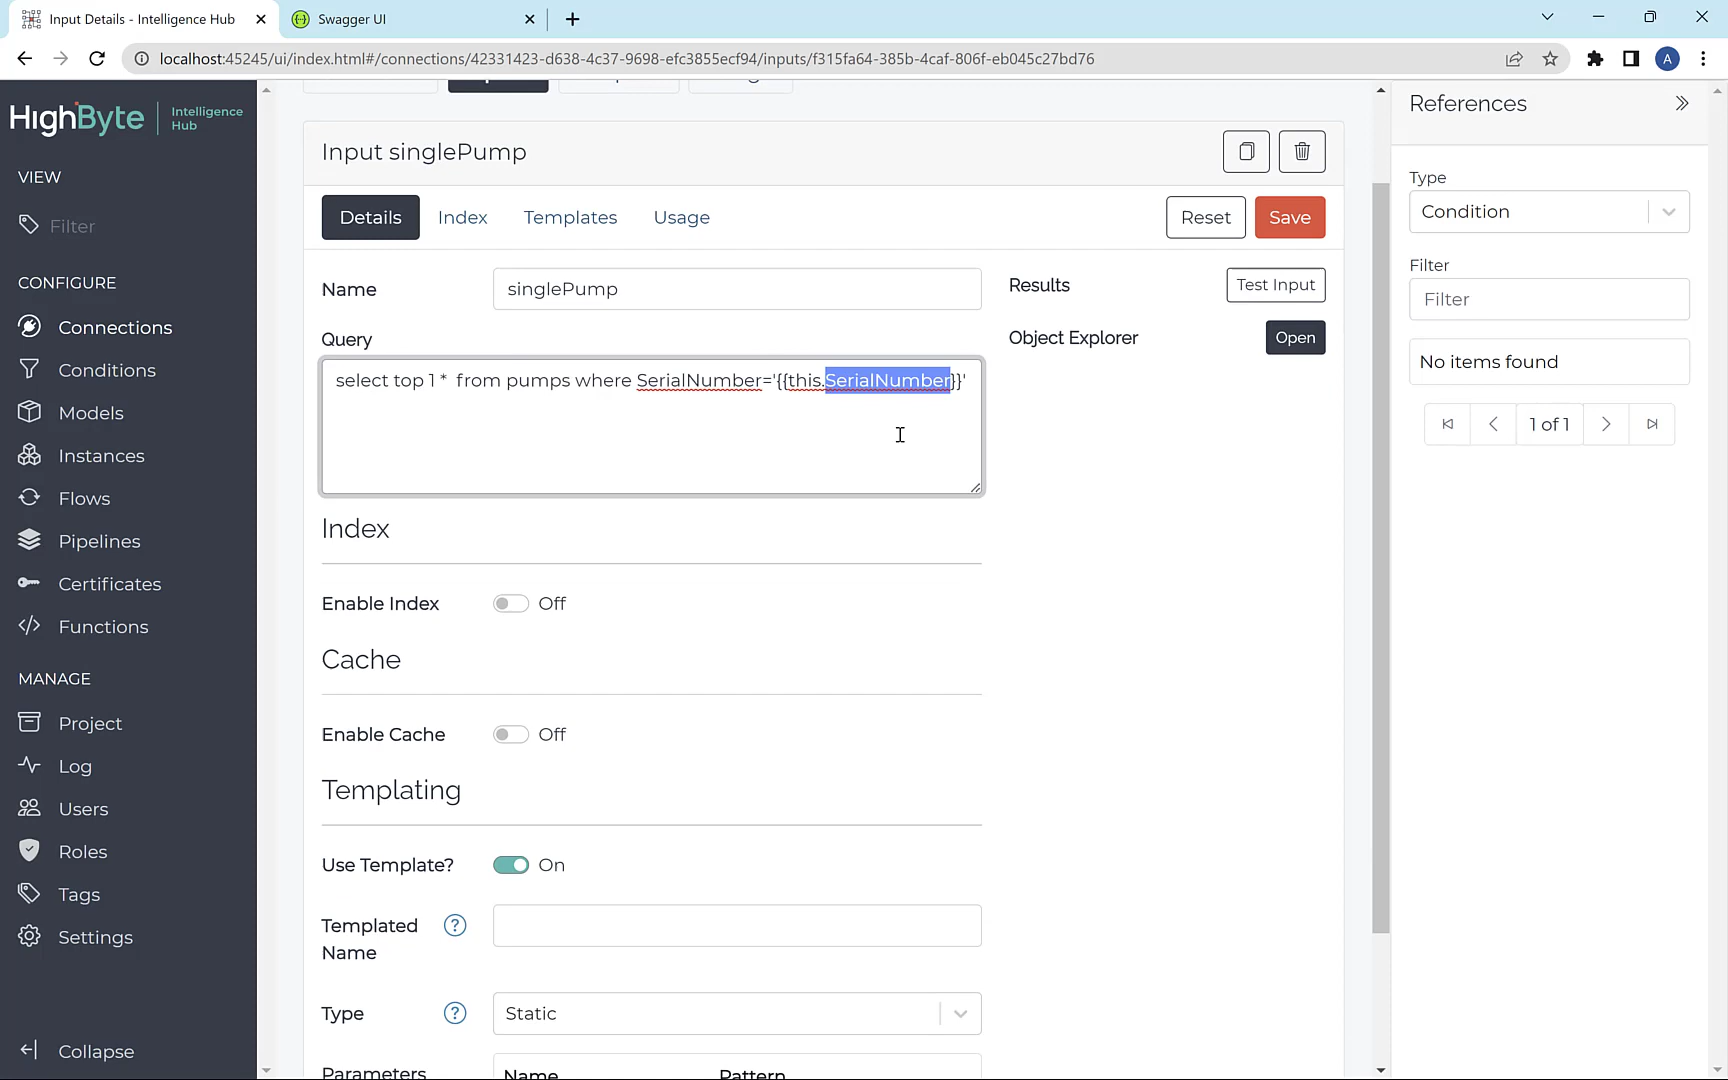 Input Details - Intelligence Hub
Swagger UI
localhost:45245/ui/index.html#/connections/42331423-d638-4c37-9698-efc3855ecf94/inputs/f315fa64-385b-4caf-806f-eb045c27bd76
A
HighByte
Intelligence
Hub
VIEW
Filter
CONFIGURE
Connections
Conditions
Models
Instances
Flows
Pipelines
Certificates
Functions
MANAGE
Project
Log
Users
Roles
Tags
Settings
Collapse
Input singlePump
Details Index Templates Usage
Reset Save
Name
singlePump
Query
select top 1 * from pumps where SerialNumber='{{this.SerialNumber}}'
Results
Test Input
Object Explorer
Open
Index
Enable Index
Off
Cache
Enable Cache
Off
Templating
Use Template?
On
Templated
Name
?
Type
?
Static
Parameters
Name Pattern
References
Type
Condition
Filter
Filter
No items found
1 of 1